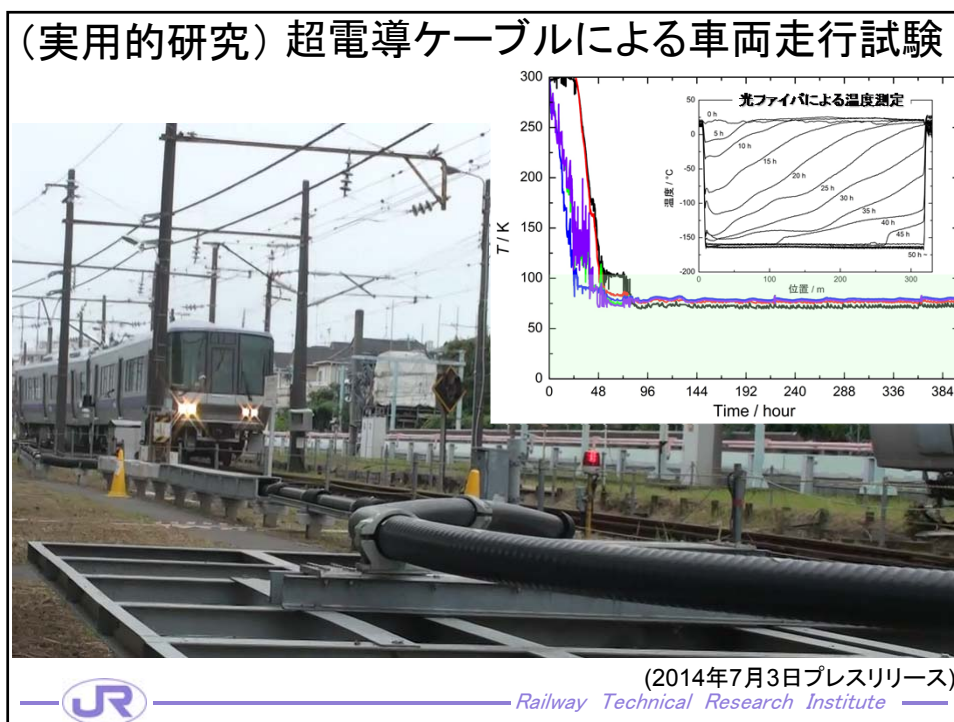 (実用的研究) 超電導ケーブルによる車両走行試験
300
250
200
150
100
50
0
T / K
0
48
96
144
192
240
288
336
384
Time / hour
光ファイバによる温度測定
50
0
-50
-100
-150
-200
温度 / °C
0 h
5 h
10 h
15 h
20 h
25 h
30 h
35 h
40 h
45 h
50 h ~
0
100
200
300
位置 / m
(2014年7月3日プレスリリース)
JR
Railway Technical Research Institute